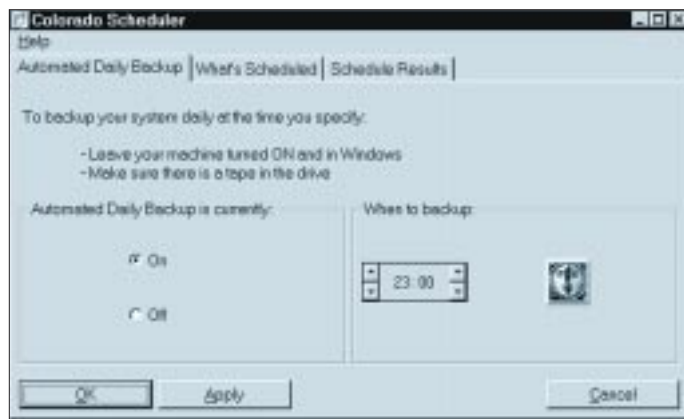 Colorado Scheduler
Help
Automated Daily Backup What's Scheduled Schedule Results
To backup your system daily at the time you specify:
- Leave your machine turned ON and in Windows
- Make sure there is a tape in the drive
Automated Daily Backup is currently:
When to backup:
On
23:00
Off
OK Apply Cancel